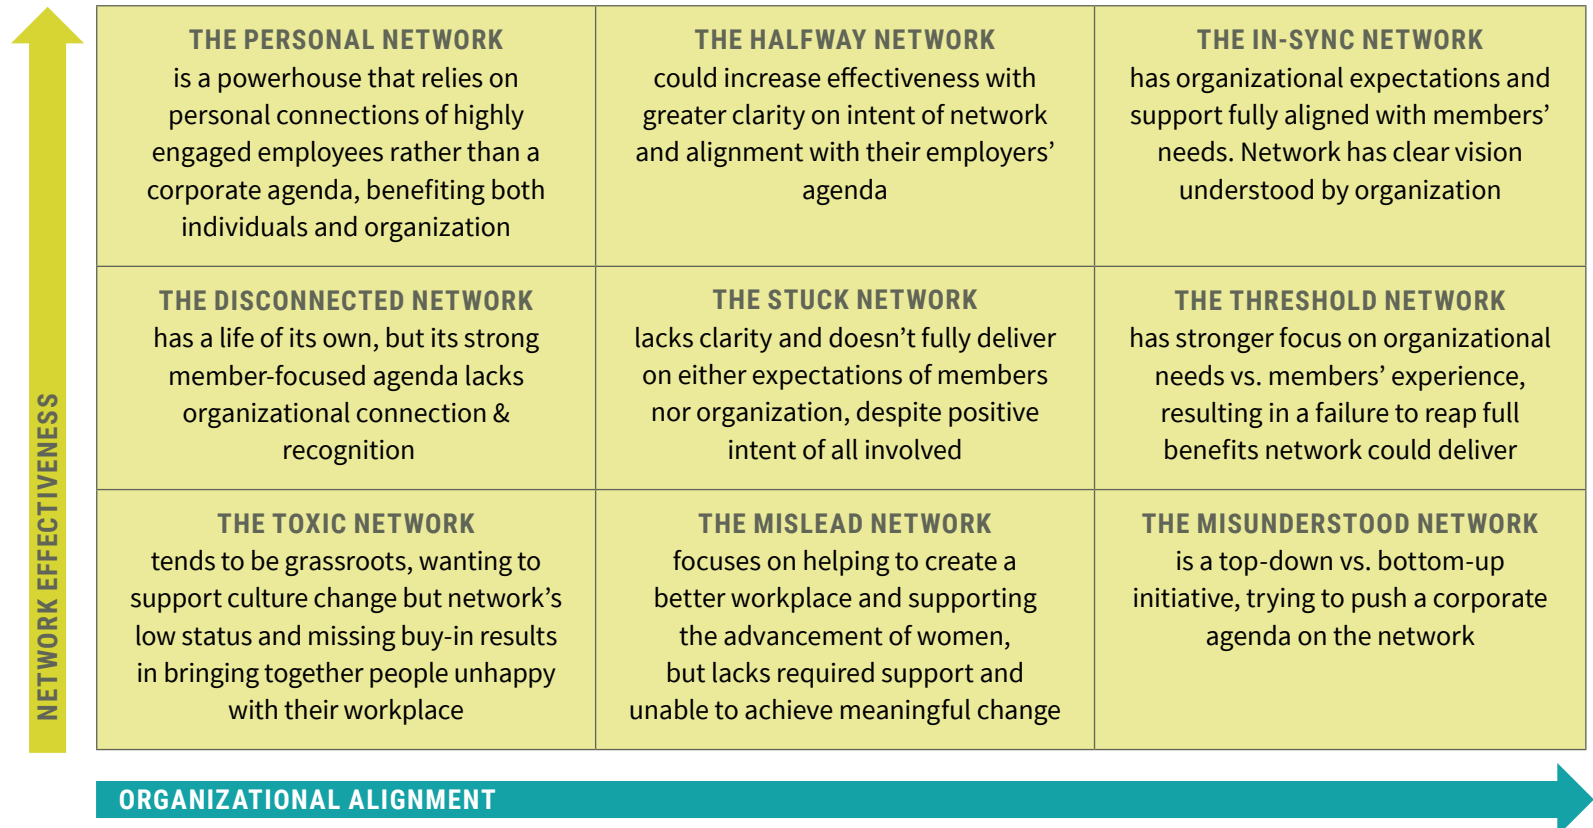 THE PERSONAL NETWORK
is a powerhouse that relies on
personal connections of highly
engaged employees rather than a
corporate agenda, benefiting both
individuals and organization
THE HALFWAY NETWORK
could increase effectiveness with
greater clarity on intent of network
and alignment with their employers’
agenda
THE IN-SYNC NETWORK
has organizational expectations and
support fully aligned with members’
needs. Network has clear vision
understood by organization
THE DISCONNECTED NETWORK
has a life of its own, but its strong
member-focused agenda lacks
organizational connection &
recognition
THE STUCK NETWORK
lacks clarity and doesn’t fully deliver
on either expectations of members
nor organization, despite positive
intent of all involved
THE THRESHOLD NETWORK
has stronger focus on organizational
needs vs. members’ experience,
resulting in a failure to reap full
benefits network could deliver
THE TOXIC NETWORK
tends to be grassroots, wanting to
support culture change but network’s
low status and missing buy-in results
in bringing together people unhappy
with their workplace
THE MISLEAD NETWORK
focuses on helping to create a
better workplace and supporting
the advancement of women,
but lacks required support and
unable to achieve meaningful change
THE MISUNDERSTOOD NETWORK
is a top-down vs. bottom-up
initiative, trying to push a corporate
agenda on the network
NETWORK EFFECTIVENESS
ORGANIZATIONAL ALIGNMENT